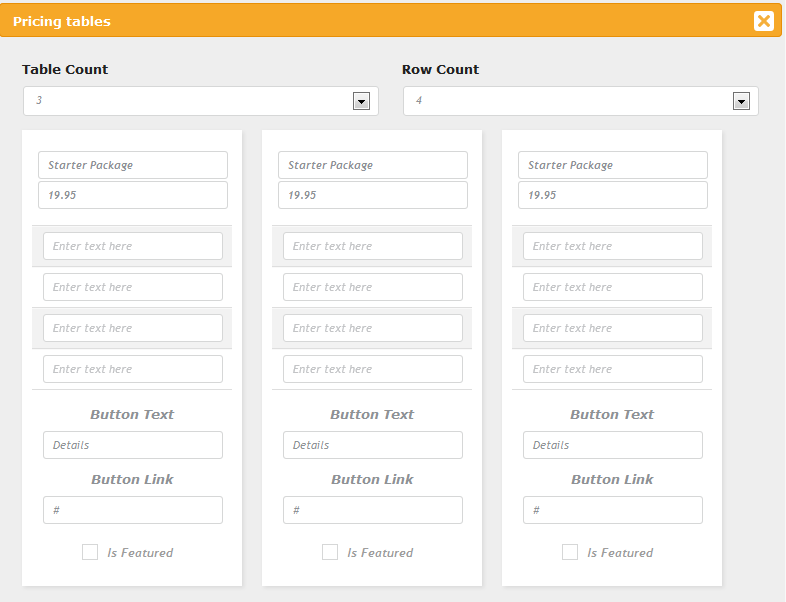 Pricing tables
Table Count Row Count
3 4
Starter Package Starter Package Starter Package
19.95 19.95 19.95
Enter text here Enter text here Enter text here
Enter text here Enter text here Enter text here
Enter text here Enter text here Enter text here
Enter text here Enter text here Enter text here
Button Text Button Text Button Text
Details Details Details
Button Link Button Link Button Link
# # #
Is Featured Is Featured Is Featured